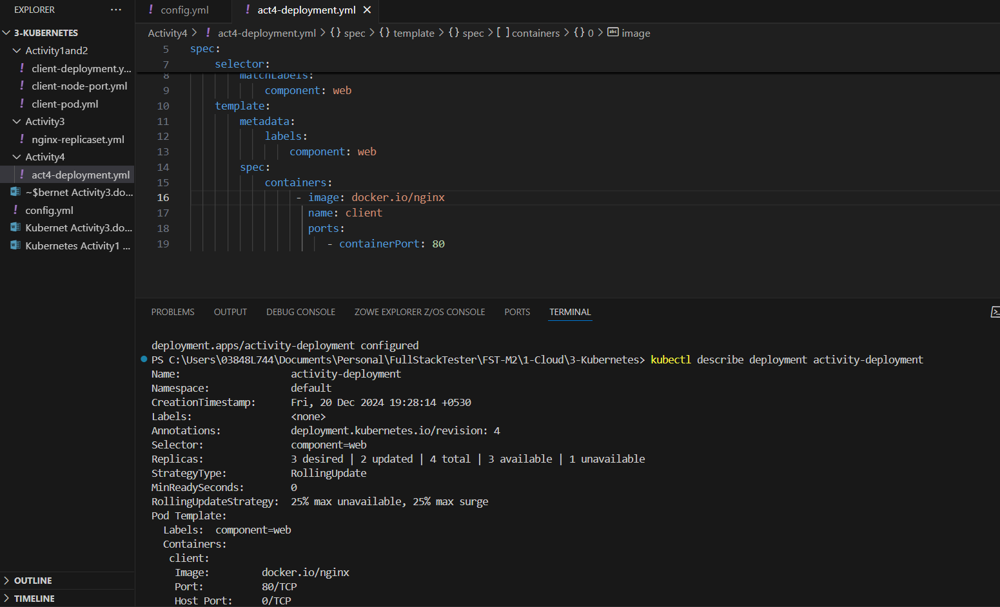 EXPLORER
···
3-KUBERNETES
Activity1and2
client-deployment.y...
client-node-port.yml
client-pod.yml
Activity3
nginx-replicaset.yml
Activity4
act4-deployment.yml
~$bernet Activity3.do...
config.yml
Kubernet Activity3.do...
Kubernetes Activity1 ...
OUTLINE
TIMELINE
! config.yml
! act4-deployment.yml
Activity4 > ! act4-deployment.yml > {} spec > {} template > {} spec > [ ] containers > {} 0 > abc image
5 spec:
7 selector:
8 matchLabels:
9 component: web
10 template:
11 metadata:
12 labels:
13 component: web
14 spec:
15 containers:
16 - image: docker.io/nginx
17 name: client
18 ports:
19 - containerPort: 80
PROBLEMS OUTPUT DEBUG CONSOLE ZOWE EXPLORER Z/OS CONSOLE PORTS TERMINAL
deployment.apps/activity-deployment configured
PS C:\Users\03848L744\Documents\Personal\FullStackTester\FST-M2\1-Cloud\3-Kubernetes> kubectl describe deployment activity-deployment
Name: activity-deployment
Namespace: default
CreationTimestamp: Fri, 20 Dec 2024 19:28:14 +0530
Labels: <none>
Annotations: deployment.kubernetes.io/revision: 4
Selector: component=web
Replicas: 3 desired | 2 updated | 4 total | 3 available | 1 unavailable
StrategyType: RollingUpdate
MinReadySeconds: 0
RollingUpdateStrategy: 25% max unavailable, 25% max surge
Pod Template:
Labels: component=web
Containers:
client:
Image: docker.io/nginx
Port: 80/TCP
Host Port: 0/TCP